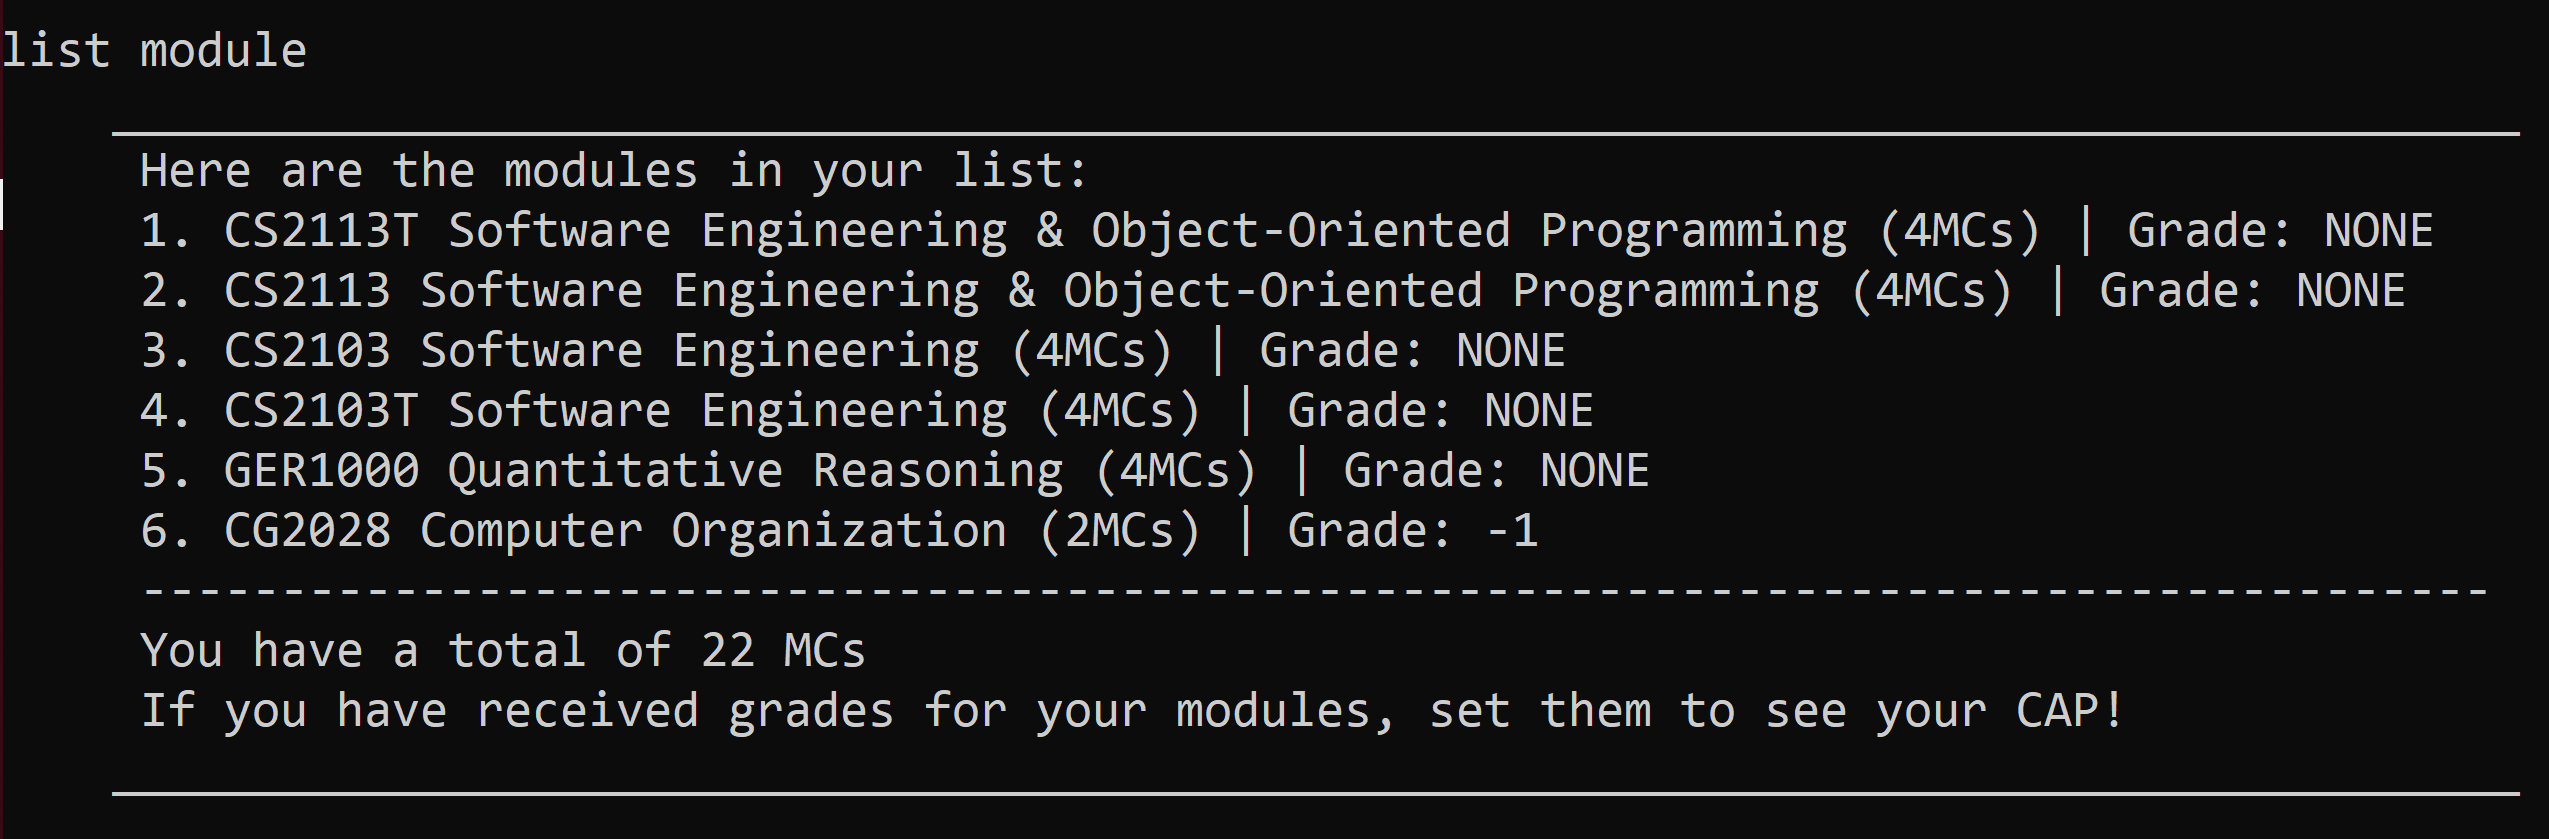 list module
Here are the modules in your list:
1. CS2113T Software Engineering & Object-Oriented Programming (4MCs) | Grade: NONE
2. CS2113 Software Engineering & Object-Oriented Programming (4MCs) | Grade: NONE
3. CS2103 Software Engineering (4MCs) | Grade: NONE
4. CS2103T Software Engineering (4MCs) | Grade: NONE
5. GER1000 Quantitative Reasoning (4MCs) | Grade: NONE
6. CG2028 Computer Organization (2MCs) | Grade: -1
------------------------------------------------------------------------------------
You have a total of 22 MCs
If you have received grades for your modules, set them to see your CAP!